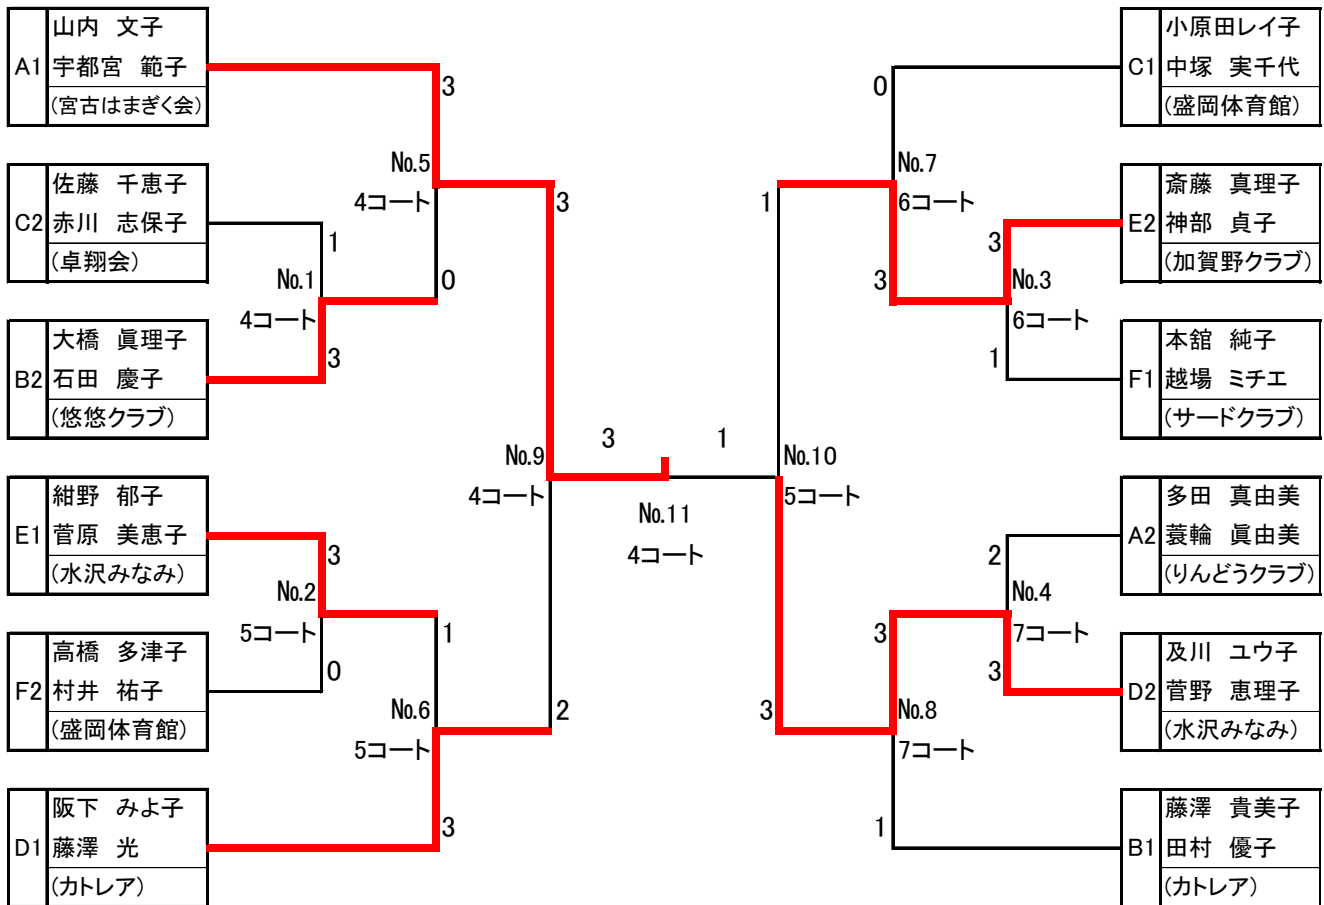 A1
山内 文子
宇都宮 範子
(宮古はまぎく会)
C2
佐藤 千恵子
赤川 志保子
(卓翔会)
B2
大橋 眞理子
石田 慶子
(悠悠クラブ)
E1
紺野 郁子
菅原 美恵子
(水沢みなみ)
F2
高橋 多津子
村井 祐子
(盛岡体育館)
D1
阪下 みよ子
藤澤 光
(カトレア)
1
No.1
4コート
3
3
No.2
5コート
0
3
No.5
4コート
0
1
No.6
5コート
3
3
No.9
4コート
2
3
1
No.11
4コート
1
No.10
5コート
3
0
No.7
6コート
3
3
No.8
7コート
1
3
No.3
6コート
1
2
No.4
7コート
3
C1
小原田レイ子
中塚 実千代
(盛岡体育館)
E2
斎藤 真理子
神部 貞子
(加賀野クラブ)
F1
本舘 純子
越場 ミチエ
(サードクラブ)
A2
多田 真由美
蓑輪 眞由美
(りんどうクラブ)
D2
及川 ユウ子
菅野 恵理子
(水沢みなみ)
B1
藤澤 貴美子
田村 優子
(カトレア)